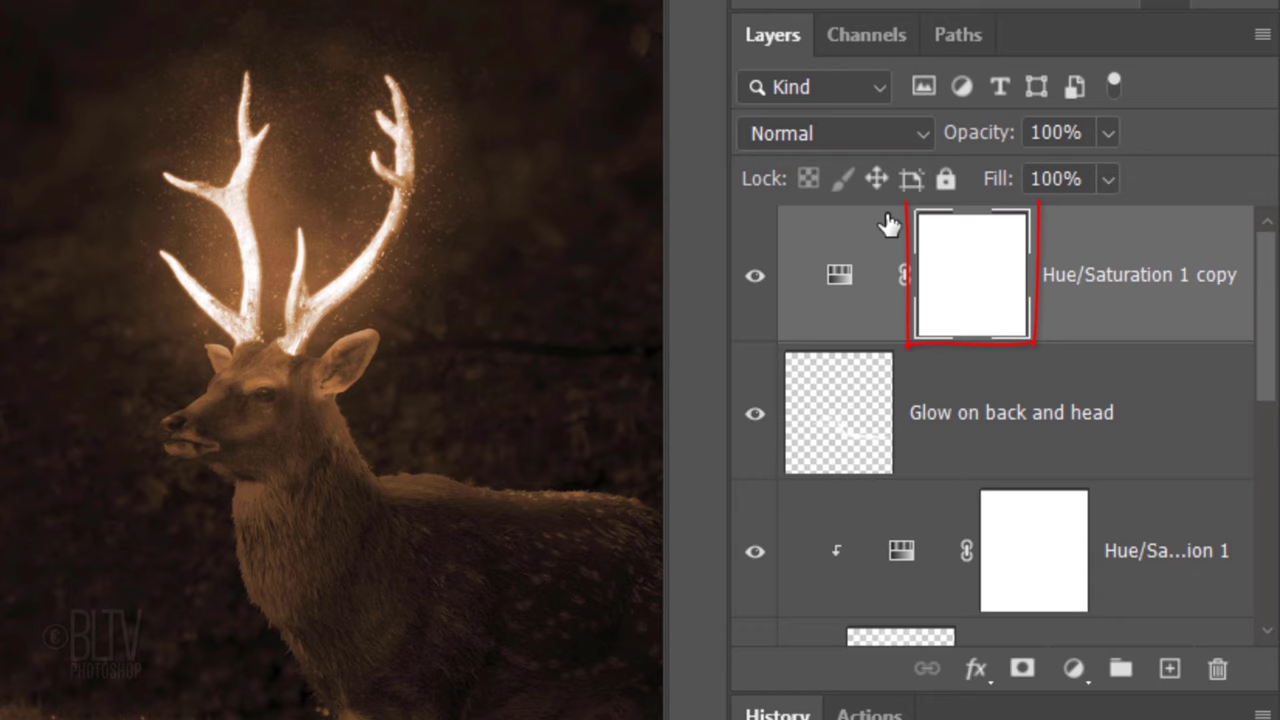 Layers Channels Paths
Kind
Normal Opacity: 100%
Lock: Fill: 100%
Hue/Saturation 1 copy
Glow on back and head
Hue/Sa...ion 1
© BLTV
PHOTOSHOP
History Actions